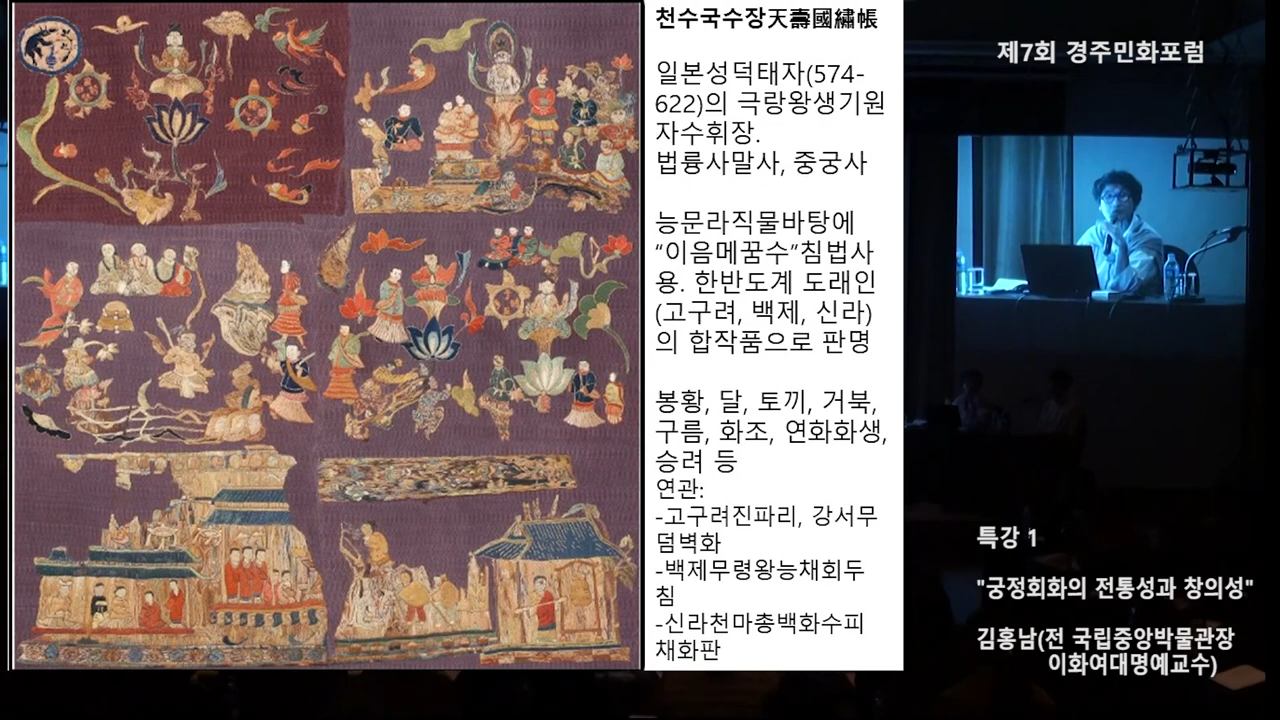 천수국수장天壽國繡帳
일본성덕태자(574-
622)의 극랑왕생기원
자수휘장.
법륭사말사, 중궁사
능문라직물바탕에
“이음메꿈수”침법사
용. 한반도계 도래인
(고구려, 백제, 신라)
의 합작품으로 판명
봉황, 달, 토끼, 거북,
구름, 화조, 연화화생,
승려 등
연관:
-고구려진파리, 강서무
덤벽화
-백제무령왕능채회두
침
-신라천마총백화수피
채화판
제7회 경주민화포럼
특강 1
"궁정회화의 전통성과 창의성"
김홍남(전 국립중앙박물관장
이화여대명예교수)